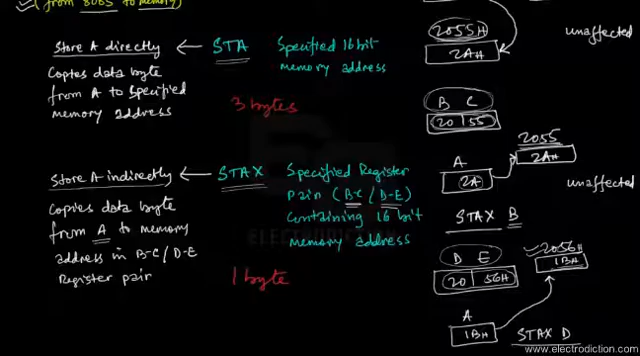 (from 8085 to memory)
Store A directly ← STA Specified 16 bit
memory address
Copies data byte
from A to specified
memory address
3 bytes
2055H
2AH
unaffected
B C
20 55
Store A indirectly ← STAX Specified Register
Pair (B-C / D-E)
containing 16 bit
memory address
Copies data byte
from A to memory
address in B-C/D-E
Register pair
1 byte
2055
2AH
A
2A
unaffected
STAX B
D E
20 56H
2056H
1BH
A
1BH
STAX D
www.electrodiction.com